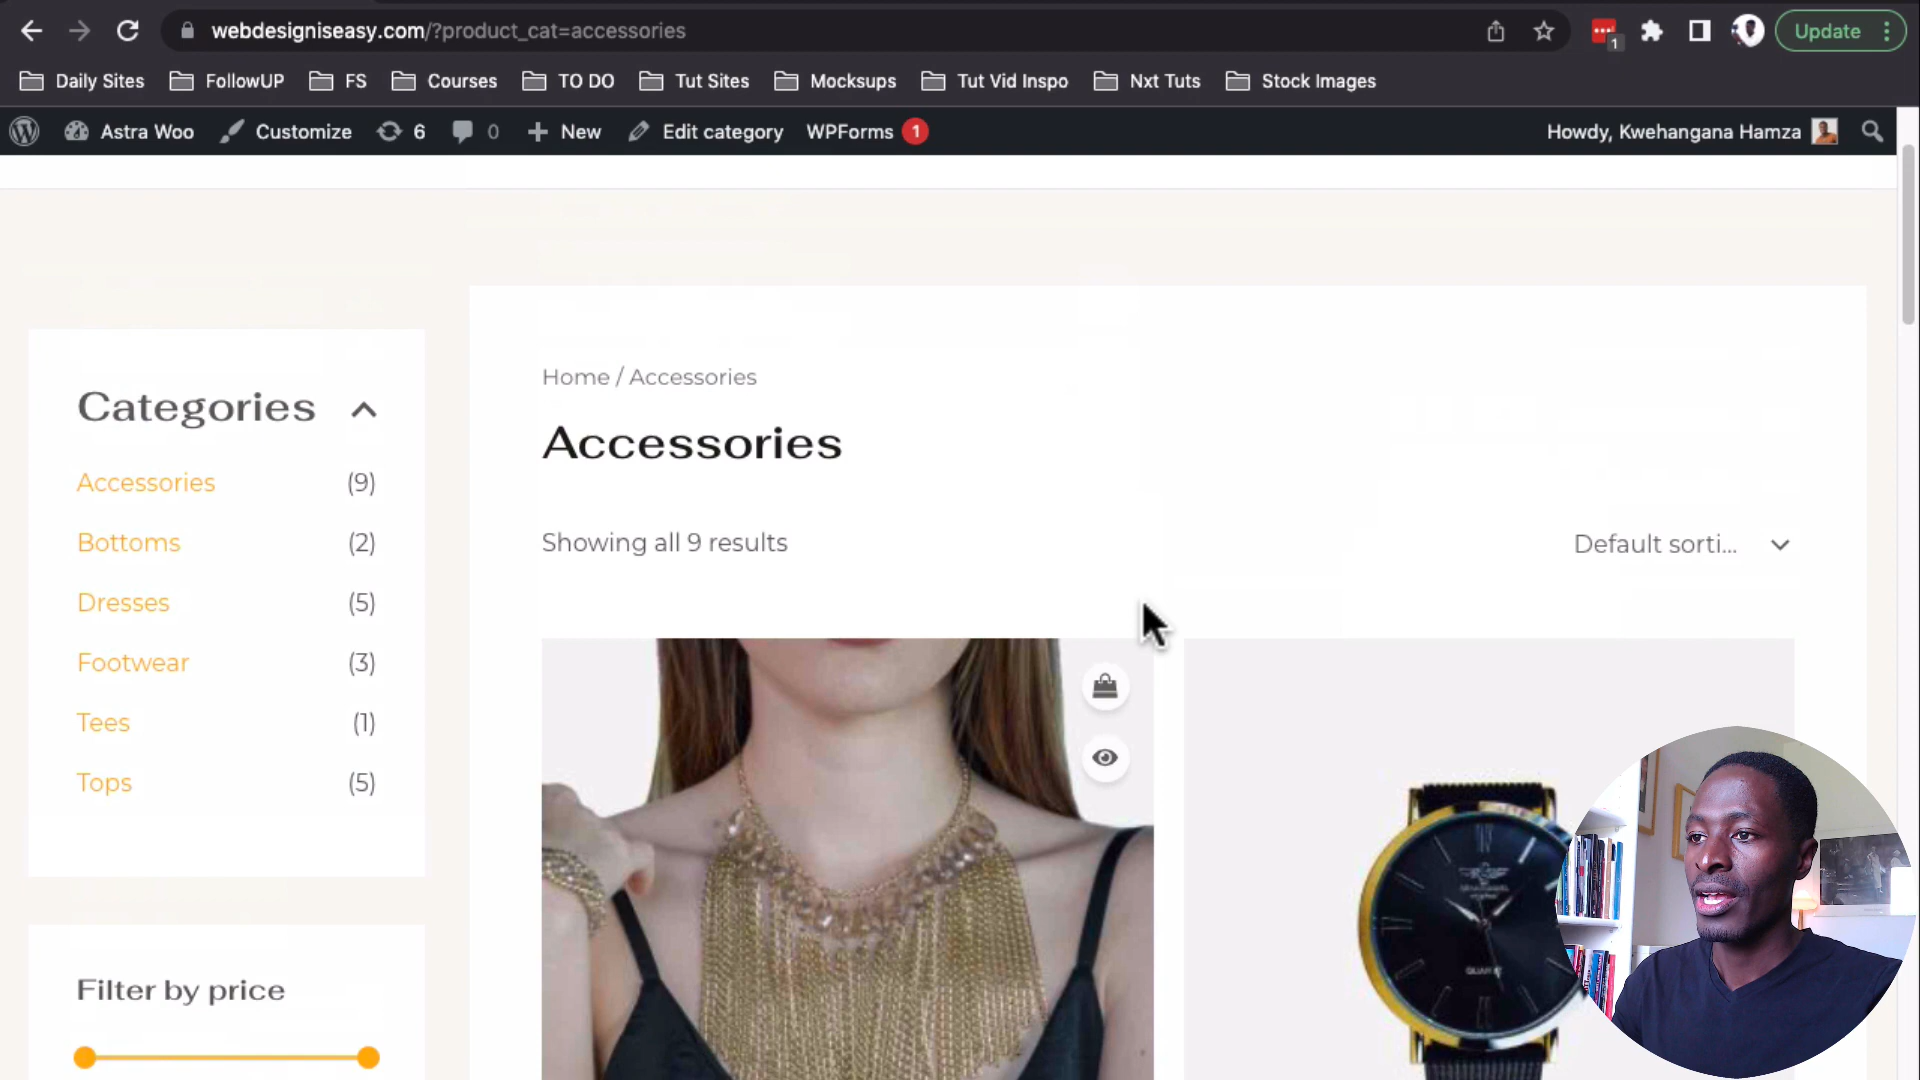 webdesigniseasy.com/?product_cat=accessories
1
Update
Daily Sites FollowUP FS Courses TO DO Tut Sites Mocksups Tut Vid Inspo Nxt Tuts Stock Images
Astra Woo Customize 6 0 New Edit category WPForms 1 Howdy, Kwehangana Hamza
Categories
Accessories (9)
Bottoms (2)
Dresses (5)
Footwear (3)
Tees (1)
Tops (5)
Filter by price
Home / Accessories
Accessories
Showing all 9 results
Default sorti...